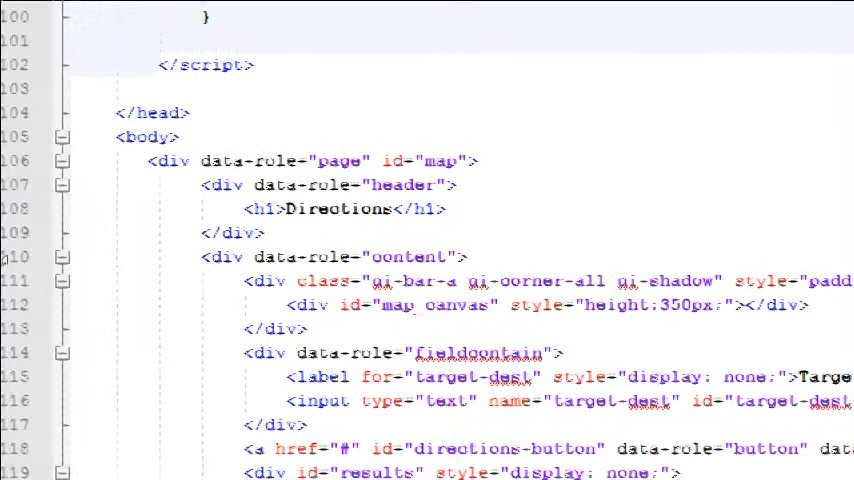 100 }
101
102 </script>
103
104 </head>
105 <body>
106 <div data-role="page" id="map">
107 <div data-role="header">
108 <h1>Directions</h1>
109 </div>
110 <div data-role="content">
111 <div class="ui-bar-a ui-corner-all ui-shadow" style="padd
112 <div id="map_canvas" style="height:350px;"></div>
113 </div>
114 <div data-role="fieldcontain">
115 <label for="target-dest" style="display: none;">Targe
116 <input type="text" name="target-dest" id="target-dest
117 </div>
118 <a href="#" id="directions-button" data-role="button" dat
119 <div id="results" style="display: none;">